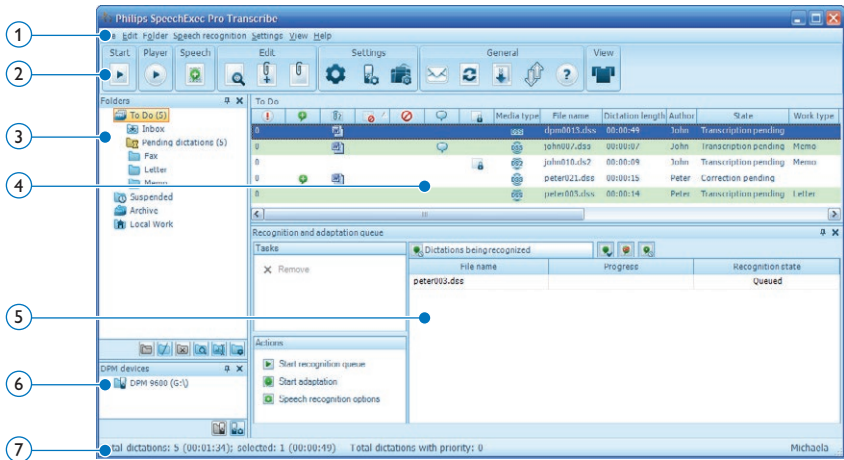 Philips SpeechExec Pro Transcribe
1
Edit Folder Speech recognition Settings View Help
Start Player Speech Edit Settings General View
2
Folders To Do
To Do (5) Media type File name Dictation length Author State Work type
3
Inbox 0 dpm0013.dss 00:00:49 John Transcription pending
Pending dictations (5) 0 john007.dss 00:00:07 John Transcription pending Memo
Fax 0 john010.ds2 00:00:09 John Transcription pending Memo
Letter 0 peter021.dss 00:00:15 Peter Correction pending
4
Memo 0 peter003.dss 00:00:14 Peter Transcription pending Letter
Suspended
Archive
Local Work
Recognition and adaptation queue
Tasks Dictations being recognized
Remove File name Progress Recognition state
peter003.dss Queued
5
Actions
Start recognition queue
DPM devices Start adaptation
6
DPM 9600 (G:\) Speech recognition options
7
dictations: 5 (00:01:34); selected: 1 (00:00:49) Total dictations with priority: 0 Michaela